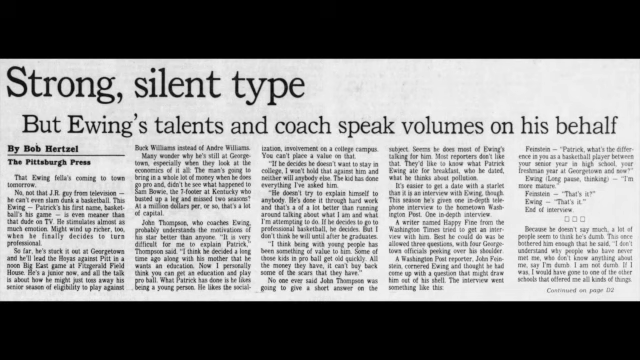 Strong, silent type
But Ewing's talents and coach speak volumes on his behalf
By Bob Hertzel
The Pittsburgh Press
That Ewing fella's coming to
town tomorrow.
No, not that J.R. guy from television —
he can't even slam dunk a basketball. This
Ewing — Patrick's his first name, basket-
ball's his game — is even meaner than
that dude on TV. He stimulates almost as
much emotion. Might wind up richer, too,
when he finally decides to turn
professional.
So far, he's stuck it out at Georgetown
and he'll lead the Hoyas against Pitt in a
noon Big East game at Fitzgerald Field
House. He's a junior now, and all the talk
is about how he might just toss away his
senior season of eligibility to play against
Buck Williams instead of Andre Williams.
Many wonder why he's still at George-
town, especially when they look at the
economics of it all: The man's going to
bring in a whole lot of money when he does
go pro and, didn't he see what happened to
Sam Bowie, the 7-footer at Kentucky who
busted up a leg and missed two seasons?
At a million dollars per, or so, that's a lot
of capital.
John Thompson, who coaches Ewing,
probably understands the motivations of
his star better than anyone. "It is very
difficult for me to explain Patrick,"
Thompson said. "I think he decided a long
time ago along with his mother that he
wants an education. Now I personally
think you can get an education and play
pro ball. What Patrick has done is he likes
being a young person. He likes the social-
ization, involvement on a college campus.
You can't place a value on that.
"If he decides he doesn't want to stay in
college, I won't hold that against him and
neither will anybody else. The kid has done
everything I've asked him.
"He doesn't try to explain himself to
anybody. He's done it through hard work
and that's a of a lot better than running
around talking about what I am and what
I'm attempting to do. If he decides to go to
professional basketball, he decides. But I
don't think he will until after he graduates.
"I think being with young people has
been something of value to him. Some of
those kids in pro ball get old quickly. All
the money they have, it can't buy back
some of the scars that they have."
No one ever said John Thompson was
going to give a short answer on the
subject. Seems he does most of Ewing's
talking for him. Most reporters don't like
that. They'd like to know what Patrick
Ewing ate for breakfast, who he dated,
what he thinks about pollution.
It's easier to get a date with a starlet
than it is an interview with Ewing, though.
This season he's given one in-depth tele-
phone interview to the hometown Wash-
ington Post. One in-depth interview.
A writer named Happy Fine from the
Washington Times tried to get an inter-
view with him. Best he could do was be
allowed three questions, with four George-
town officials peeking over his shoulder.
A Washington Post reporter, John Fein-
stein, cornered Ewing and thought he had
come up with a question that might draw
him out of his shell. The interview went
something like this:
Feinstein — "Patrick, what's the differ-
ence in you as a basketball player between
your senior year in high school, your
freshman year at Georgetown and now?"
Ewing (Long pause, thinking) — "I'm
more mature."
Feinstein — "That's it?"
Ewing — "That's it."
End of interview.
□ □ □
Because he doesn't say much, a lot of
people seem to think he's dumb. This once
bothered him enough that he said, "I don't
understand why people who have never
met me, who don't know anything about
me, say I'm dumb. I am not dumb. If I
was, I would have gone to one of the other
schools that offered me all kinds of things.
Continued on page D2